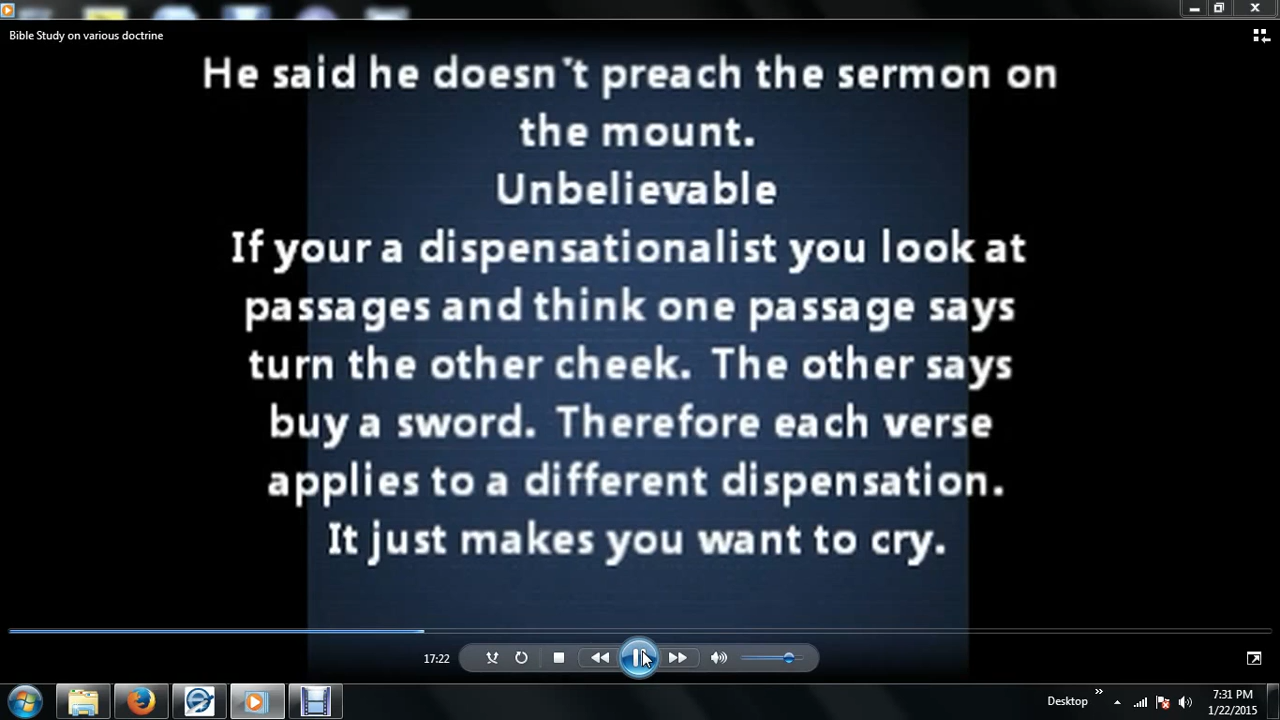 Bible Study on various doctrine
He said he doesn't preach the sermon on
the mount.
Unbelievable
If your a dispensationalist you look at
passages and think one passage says
turn the other cheek.  The other says
buy a sword.  Therefore each verse
applies to a different dispensation.
It just makes you want to cry.
17:22
Desktop
7:31 PM
1/22/2015